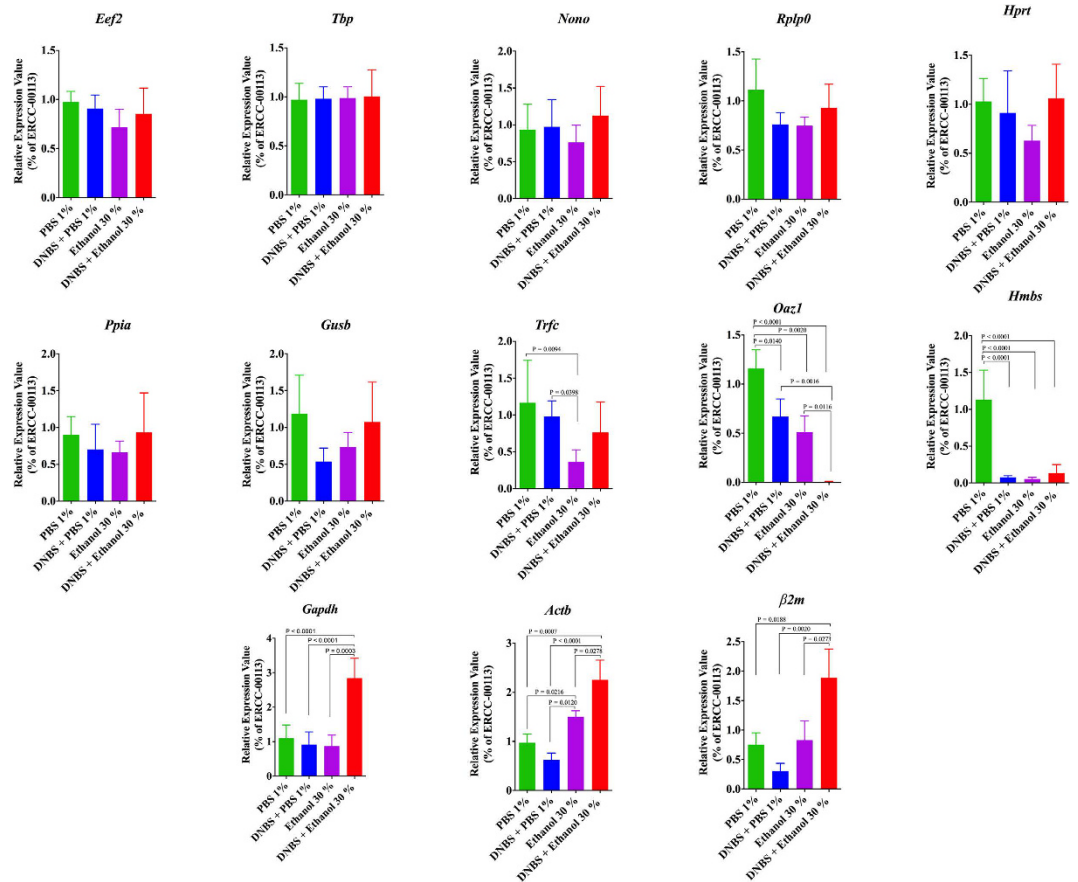 Eef2
Relative Expression Value
(% of ERCC-00113)
1.5
1.0
0.5
0.0
PBS 1%
DNBS + PBS 1%
Ethanol 30 %
DNBS + Ethanol 30 %
Tbp
Relative Expression Value
(% of ERCC-00113)
1.5
1.0
0.5
0.0
PBS 1%
DNBS + PBS 1%
Ethanol 30 %
DNBS + Ethanol 30 %
Nono
Relative Expression Value
(% of ERCC-00113)
2.0
1.5
1.0
0.5
0.0
PBS 1%
DNBS + PBS 1%
Ethanol 30 %
DNBS + Ethanol 30 %
Rplp0
Relative Expression Value
(% of ERCC-00113)
1.5
1.0
0.5
0.0
PBS 1%
DNBS + PBS 1%
Ethanol 30 %
DNBS + Ethanol 30 %
Hprt
Relative Expression Value
(% of ERCC-00113)
1.5
1.0
0.5
0.0
PBS 1%
DNBS + PBS 1%
Ethanol 30 %
DNBS + Ethanol 30 %
Ppia
Relative Expression Value
(% of ERCC-00113)
2.0
1.5
1.0
0.5
0.0
PBS 1%
DNBS + PBS 1%
Ethanol 30 %
DNBS + Ethanol 30 %
Gusb
Relative Expression Value
(% of ERCC-00113)
2.0
1.5
1.0
0.5
0.0
PBS 1%
DNBS + PBS 1%
Ethanol 30 %
DNBS + Ethanol 30 %
Trfc
Relative Expression Value
(% of ERCC-00113)
2.0
1.5
1.0
0.5
0.0
P = 0.0094
P = 0.0398
PBS 1%
DNBS + PBS 1%
Ethanol 30 %
DNBS + Ethanol 30 %
Oaz1
Relative Expression Value
(% of ERCC-00113)
1.5
1.0
0.5
0.0
P < 0.0001
P = 0.0020
P = 0.0140
P = 0.0016
P = 0.0116
PBS 1%
DNBS + PBS 1%
Ethanol 30 %
DNBS + Ethanol 30 %
Hmbs
Relative Expression Value
(% of ERCC-00113)
2.0
1.5
1.0
0.5
0.0
P < 0.0001
P < 0.0001
P < 0.0001
PBS 1%
DNBS + PBS 1%
Ethanol 30 %
DNBS + Ethanol 30 %
Gapdh
Relative Expression Value
(% of ERCC-00113)
4
3
2
1
0
P < 0.0001
P < 0.0001
P = 0.0003
PBS 1%
DNBS + PBS 1%
Ethanol 30 %
DNBS + Ethanol 30 %
Actb
Relative Expression Value
(% of ERCC-00113)
3
2
1
0
P = 0.0007
P < 0.0001
P = 0.0278
P = 0.0216
P = 0.0120
PBS 1%
DNBS + PBS 1%
Ethanol 30 %
DNBS + Ethanol 30 %
β2m
Relative Expression Value
(% of ERCC-00113)
2.5
2.0
1.5
1.0
0.5
0.0
P = 0.0188
P = 0.0020
P = 0.0273
PBS 1%
DNBS + PBS 1%
Ethanol 30 %
DNBS + Ethanol 30 %